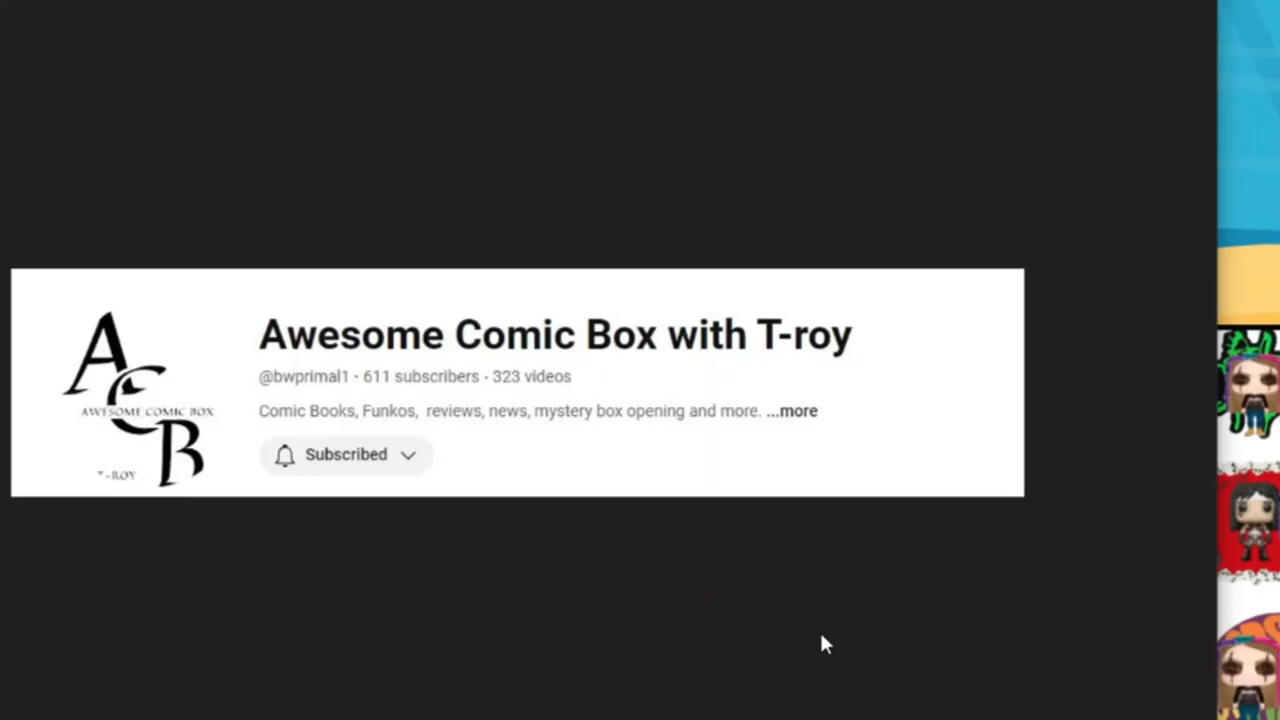 Awesome Comic Box with T-roy
@bwprimal1 · 611 subscribers · 323 videos
Comic Books, Funkos,  reviews, news, mystery box opening and more. ...more
Subscribed
A
C
AWESOME COMIC BOX
B
T-ROY